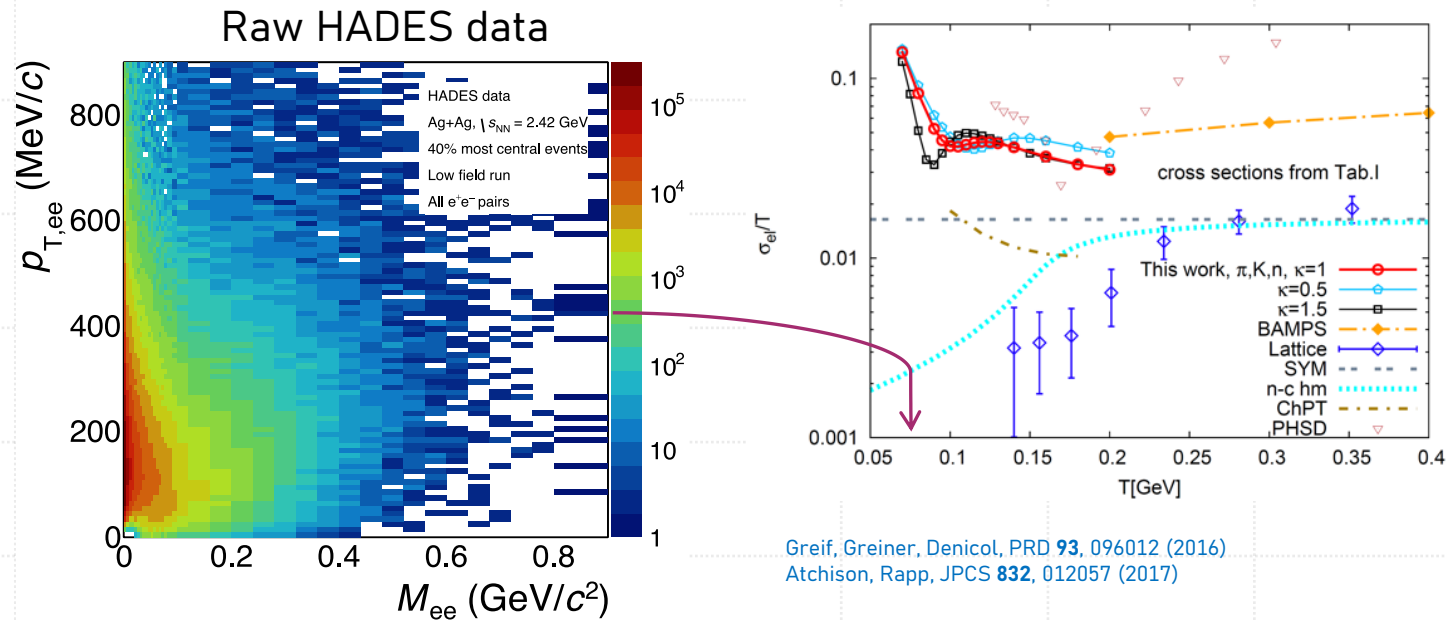 Raw HADES data
p_T,ee (MeV/c)
800
600
400
200
0
0 0.2 0.4 0.6 0.8
M_ee (GeV/c²)
HADES data
Ag+Ag, \ s_NN = 2.42 GeV
40% most central events
Low field run
All e⁺e⁻ pairs
10⁵
10⁴
10³
10²
10
1
σ_el/T
0.1
0.01
0.001
cross sections from Tab.I
This work, π,K,n, κ=1
κ=0.5
κ=1.5
BAMPS
Lattice
SYM
n-c hm
ChPT
PHSD
0.05 0.1 0.15 0.2 0.25 0.3 0.35 0.4
T[GeV]
Greif, Greiner, Denicol, PRD 93, 096012 (2016)
Atchison, Rapp, JPCS 832, 012057 (2017)